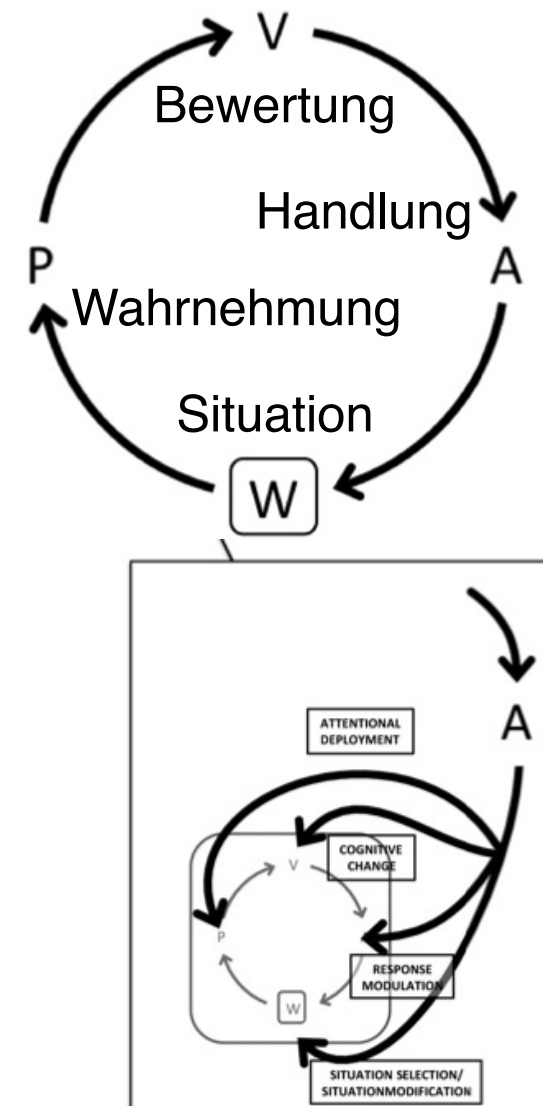 V
Bewertung
Handlung
P
A
Wahrnehmung
Situation
W
A
ATTENTIONAL
DEPLOYMENT
COGNITIVE
CHANGE
V
P
RESPONSE
MODULATION
W
SITUATION SELECTION/
SITUATIONMODIFICATION